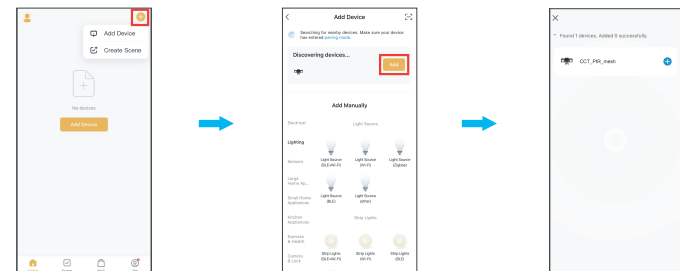 Add Device
Create Scene
No devices
Add Device
Add Device
Searching for nearby devices. Make sure your device
has entered pairing mode.
Discovering devices...
Add
Add Manually
Electrical
Light Source
Lighting
Sensors
Light Source
(BLE+Wi-Fi)
Light Source
(Wi-Fi)
Light Source
(Zigbee)
Large
Home Ap...
Small Home
Appliances
Light Source
(BLE)
Light Source
(other)
Kitchen
Appliances
Strip Lights
Exercise
& Health
Camera
& Lock
Strip Lights
(BLE+Wi-Fi)
Strip Lights
(Wi-Fi)
Strip Lights
(BLE)
Found 1 devices. Added 0 successfully.
CCT_PIR_mesh